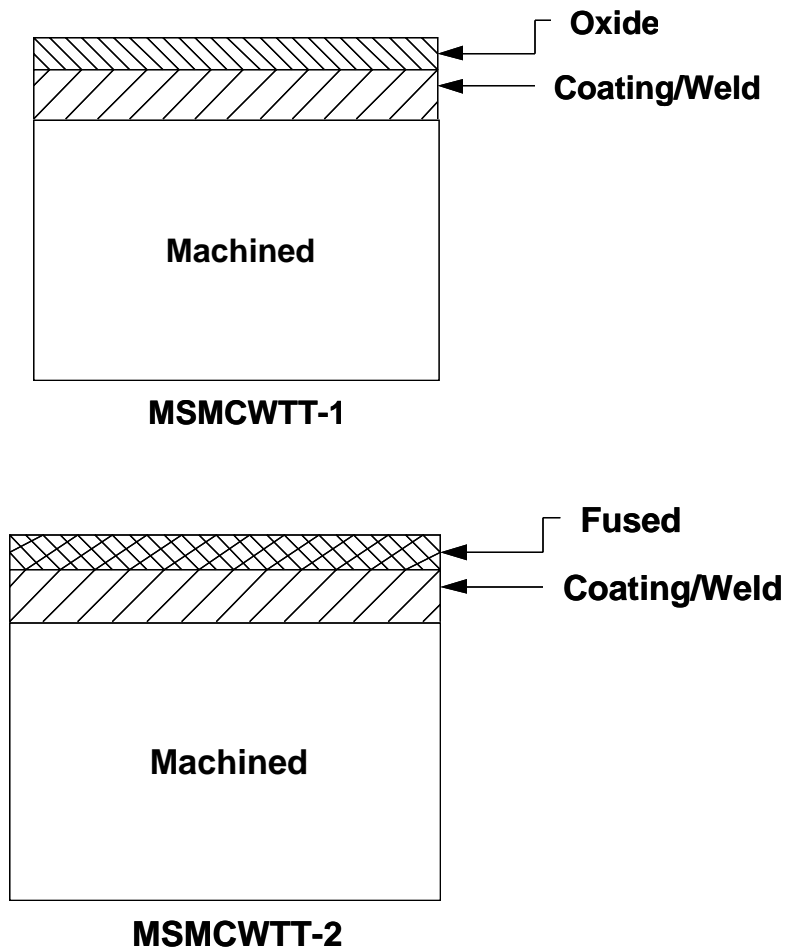 Oxide
Coating/Weld
Machined
MSMCWTT-1
Fused
Coating/Weld
Machined
MSMCWTT-2